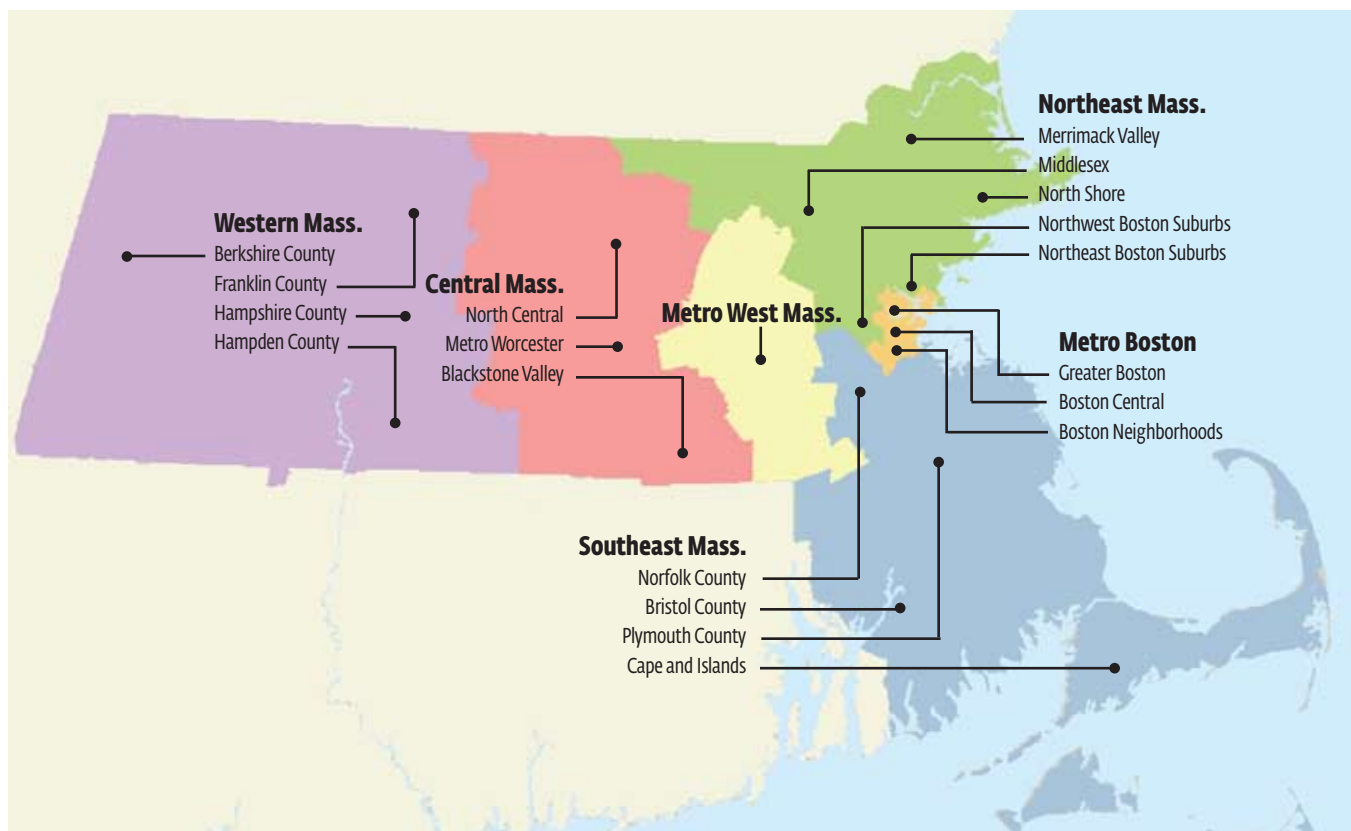 Northeast Mass.
Merrimack Valley
Middlesex
North Shore
Northwest Boston Suburbs
Northeast Boston Suburbs
Western Mass.
Berkshire County
Franklin County
Hampshire County
Hampden County
Central Mass.
North Central
Metro Worcester
Blackstone Valley
Metro West Mass.
Metro Boston
Greater Boston
Boston Central
Boston Neighborhoods
Southeast Mass.
Norfolk County
Bristol County
Plymouth County
Cape and Islands